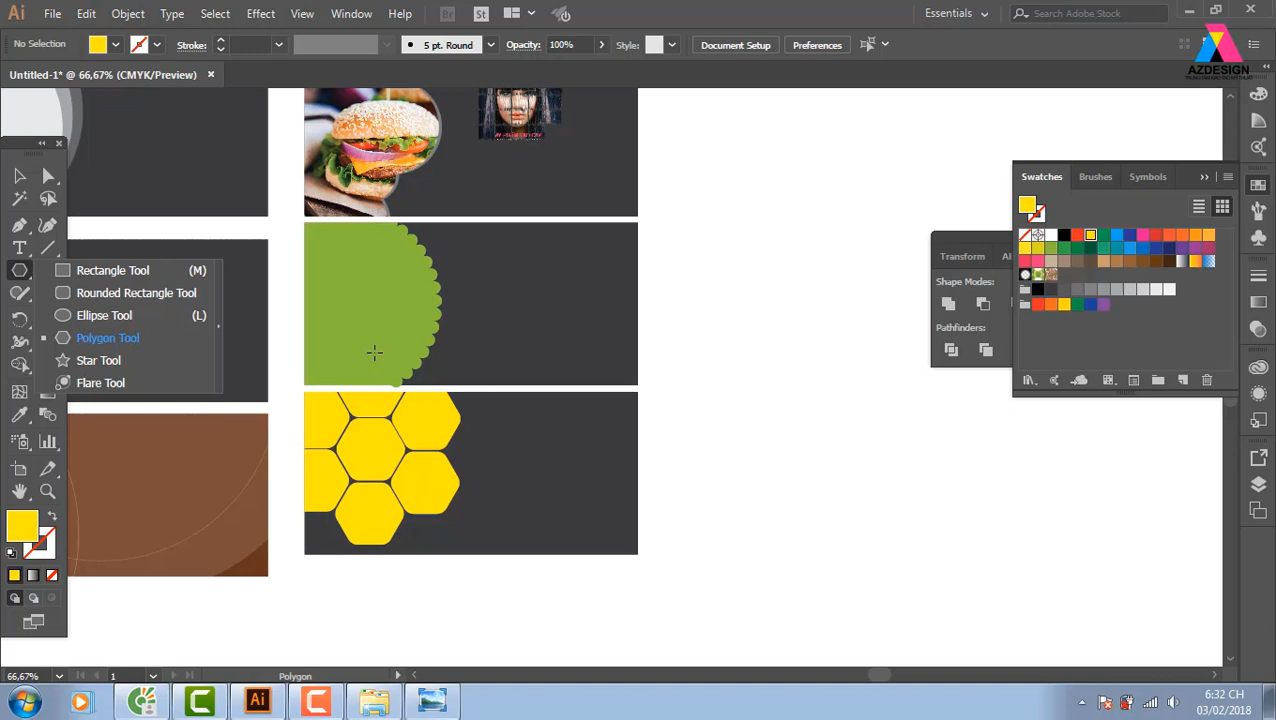 Ai File Edit Object Type Select Effect View Window Help Br St Essentials Search Adobe Stock
No Selection Stroke: 5 pt. Round Opacity: 100% Style: Document Setup Preferences
AZDESIGN
Untitled-1* @ 66,67% (CMYK/Preview)
Swatches Brushes Symbols
Transform
Shape Modes:
Pathfinders:
Rectangle Tool (M)
Rounded Rectangle Tool
Ellipse Tool (L)
Polygon Tool
Star Tool
Flare Tool
66,67% 1 Polygon
Ai
6:32 CH
03/02/2018